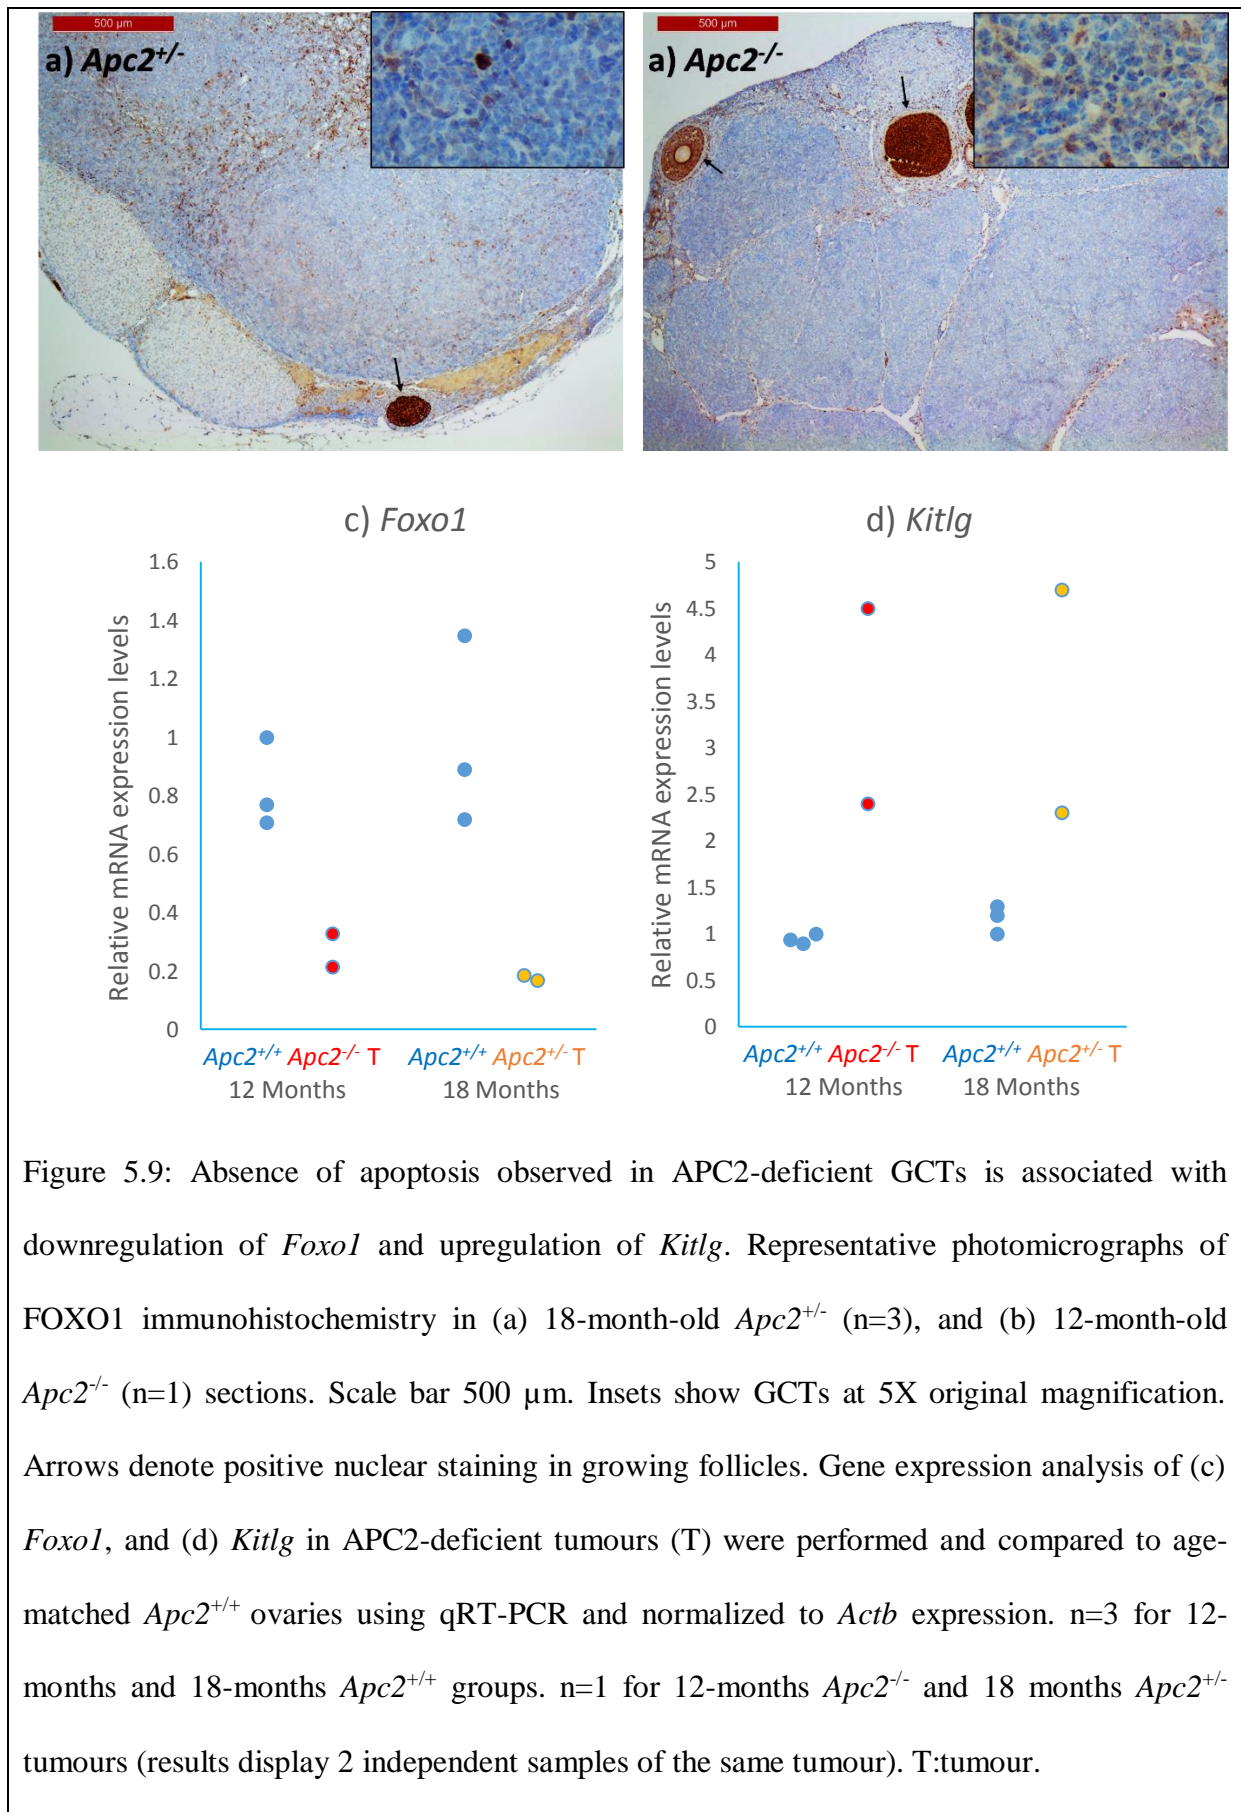 500 µm
a) Apc2+/-
500 µm
a) Apc2-/-
c) Foxo1
Relative mRNA expression levels
1.6
1.4
1.2
1
0.8
0.6
0.4
0.2
0
Apc2+/+ Apc2-/- T Apc2+/+ Apc2+/- T
12 Months 18 Months
d) Kitlg
Relative mRNA expression levels
5
4.5
4
3.5
3
2.5
2
1.5
1
0.5
0
Apc2+/+ Apc2-/- T Apc2+/+ Apc2+/- T
12 Months 18 Months
Figure 5.9: Absence of apoptosis observed in APC2-deficient GCTs is associated with
downregulation of Foxo1 and upregulation of Kitlg. Representative photomicrographs of
FOXO1 immunohistochemistry in (a) 18-month-old Apc2+/- (n=3), and (b) 12-month-old
Apc2-/- (n=1) sections. Scale bar 500 µm. Insets show GCTs at 5X original magnification.
Arrows denote positive nuclear staining in growing follicles. Gene expression analysis of (c)
Foxo1, and (d) Kitlg in APC2-deficient tumours (T) were performed and compared to age-
matched Apc2+/+ ovaries using qRT-PCR and normalized to Actb expression. n=3 for 12-
months and 18-months Apc2+/+ groups. n=1 for 12-months Apc2-/- and 18 months Apc2+/-
tumours (results display 2 independent samples of the same tumour). T:tumour.